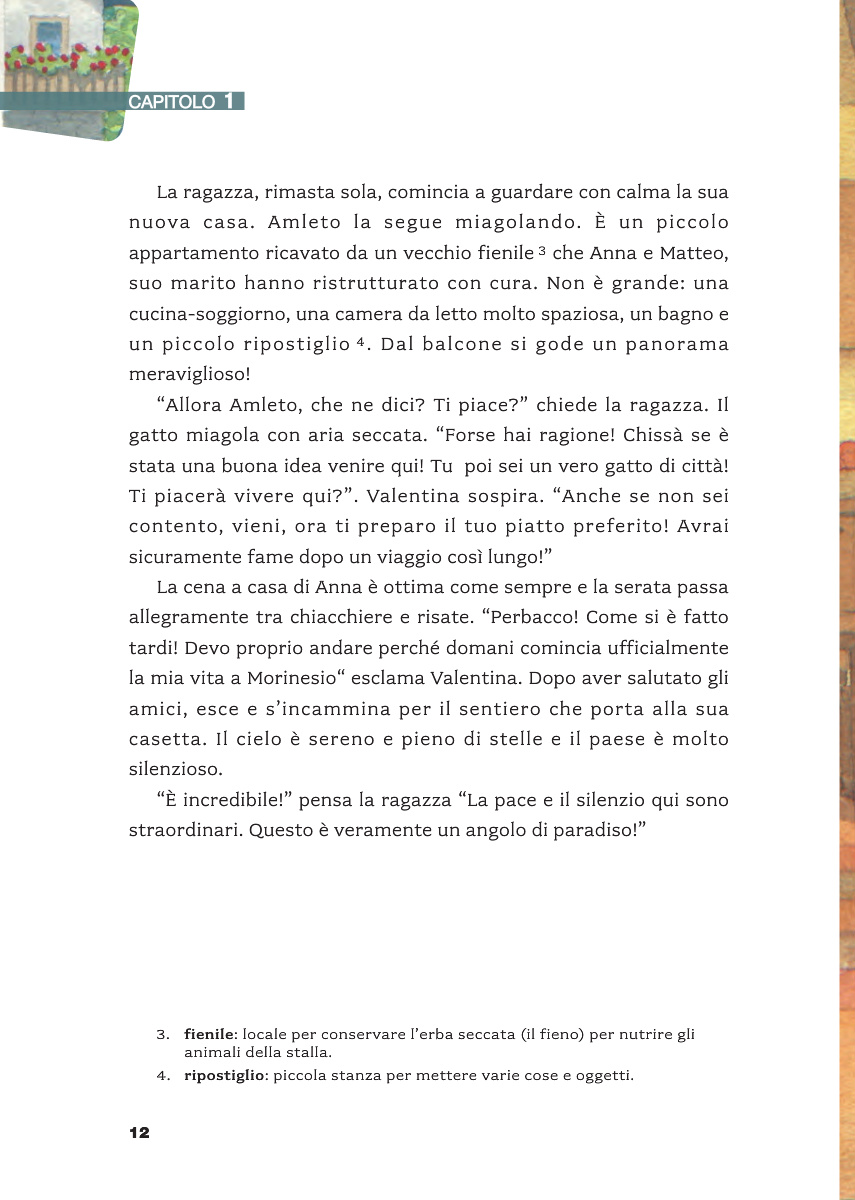 CAPITOLO 1
La ragazza, rimasta sola, comincia a guardare con calma la sua
nuova casa. Amleto la segue miagolando. È un piccolo
appartamento ricavato da un vecchio fienile 3 che Anna e Matteo,
suo marito hanno ristrutturato con cura. Non è grande: una
cucina-soggiorno, una camera da letto molto spaziosa, un bagno e
un piccolo ripostiglio 4. Dal balcone si gode un panorama
meraviglioso!
“Allora Amleto, che ne dici? Ti piace?” chiede la ragazza. Il
gatto miagola con aria seccata. “Forse hai ragione! Chissà se è
stata una buona idea venire qui! Tu  poi sei un vero gatto di città!
Ti piacerà vivere qui?”. Valentina sospira. “Anche se non sei
contento, vieni, ora ti preparo il tuo piatto preferito! Avrai
sicuramente fame dopo un viaggio così lungo!”
La cena a casa di Anna è ottima come sempre e la serata passa
allegramente tra chiacchiere e risate. “Perbacco! Come si è fatto
tardi! Devo proprio andare perché domani comincia ufficialmente
la mia vita a Morinesio“ esclama Valentina. Dopo aver salutato gli
amici, esce e s’incammina per il sentiero che porta alla sua
casetta. Il cielo è sereno e pieno di stelle e il paese è molto
silenzioso.
“È incredibile!” pensa la ragazza “La pace e il silenzio qui sono
straordinari. Questo è veramente un angolo di paradiso!”
3. fienile: locale per conservare l’erba seccata (il fieno) per nutrire gli
animali della stalla.
4. ripostiglio: piccola stanza per mettere varie cose e oggetti.
12